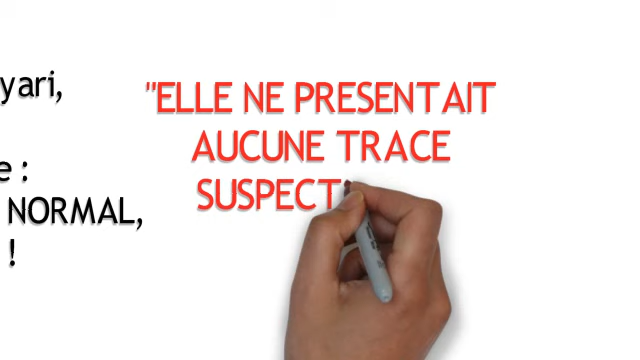 yari,
e :
NORMAL,
!
"ELLE NE PRESENTAIT
AUCUNE TRACE
SUSPECT